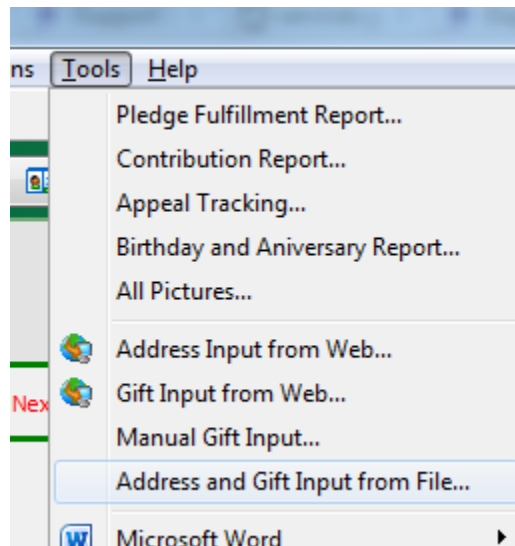 ns Tools Help
Pledge Fulfillment Report...
Contribution Report...
Appeal Tracking...
Birthday and Aniversary Report...
All Pictures...
Address Input from Web...
Gift Input from Web...
Nex
Manual Gift Input...
Address and Gift Input from File...
Microsoft Word